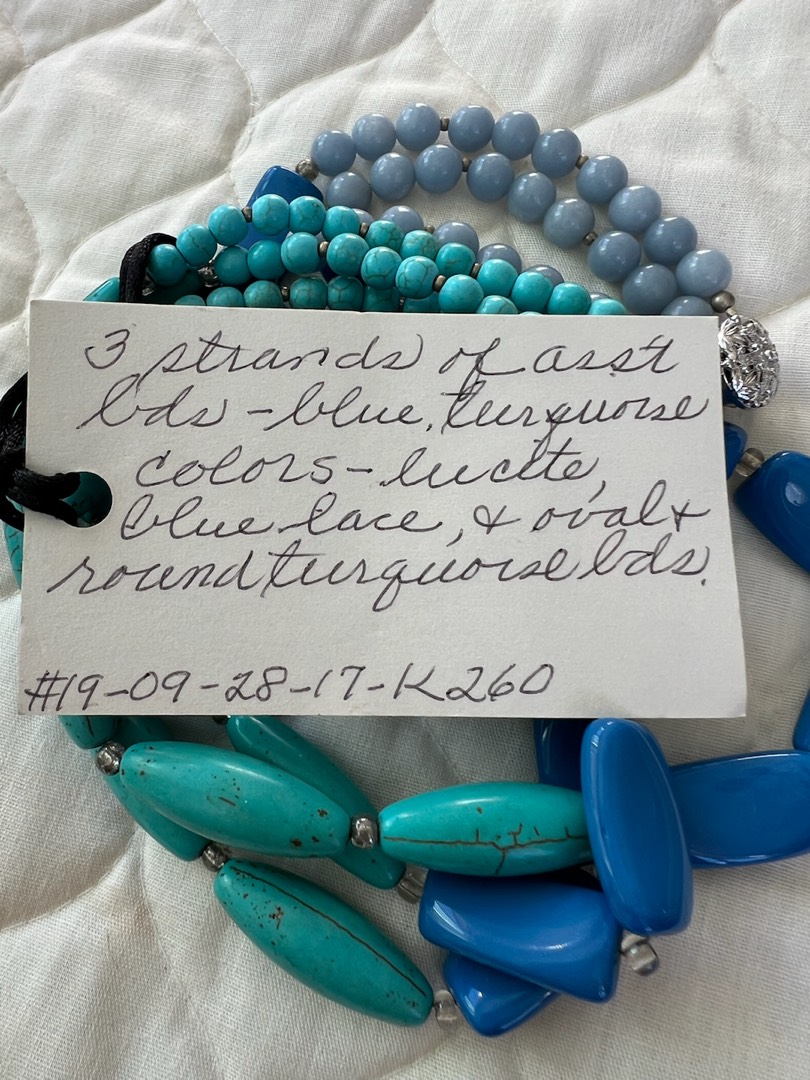 3 strands of ass't
bds - blue, turquoise
colors - lucite,
blue lace, & oval &
round turquoise bds.
#19-09-28-17-K260